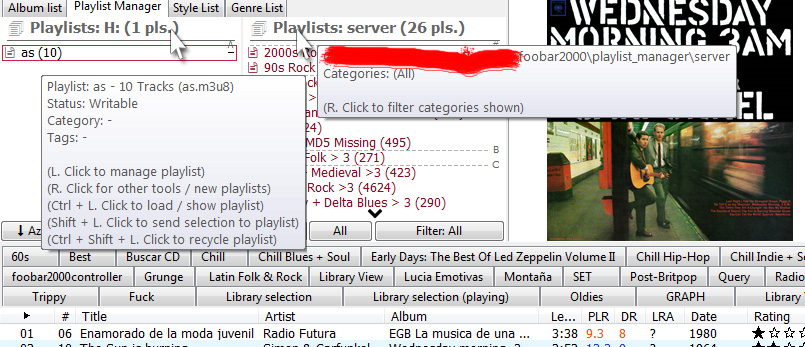 Album list
Playlist Manager
Style List
Genre List
Playlists: H: (1 pls.)
Playlists: server (26 pls.)
as (10)
2000s
90s Rock
foobar2000\playlist_manager\server
Categories: (All)
(R. Click to filter categories shown)
Playlist: as - 10 Tracks (as.m3u8)
Status: Writable
Category: -
Tags: -
(L. Click to manage playlist)
(R. Click for other tools / new playlists)
(Ctrl + L. Click to load / show playlist)
(Shift + L. Click to send selection to playlist)
(Ctrl + Shift + L. Click to recycle playlist)
MD5 Missing (495)
Folk > 3 (271)
Medieval >3 (423)
Rock >3 (4624)
y + Delta Blues > 3 (290)
A
B
C
Az
All
Filter: All
WEDNESDAY
MORNING, 3AM
60s
Best
Buscar CD
Chill
Chill Blues + Soul
Early Days: The Best Of Led Zeppelin Volume II
Chill Hip-Hop
Chill Indie + S
foobar2000controller
Grunge
Latin Folk & Rock
Library View
Lucia Emotivas
Montaña
SET
Post-Britpop
Query
Radio
Trippy
Fuck
Library selection
Library selection (playing)
Oldies
GRAPH
Library V
# Title Artist Album Le... PLR DR LRA Date Rating
01 06 Enamorado de la moda juvenil Radio Futura EGB La musica de una ... 3:38 9.3 8 ? 1980